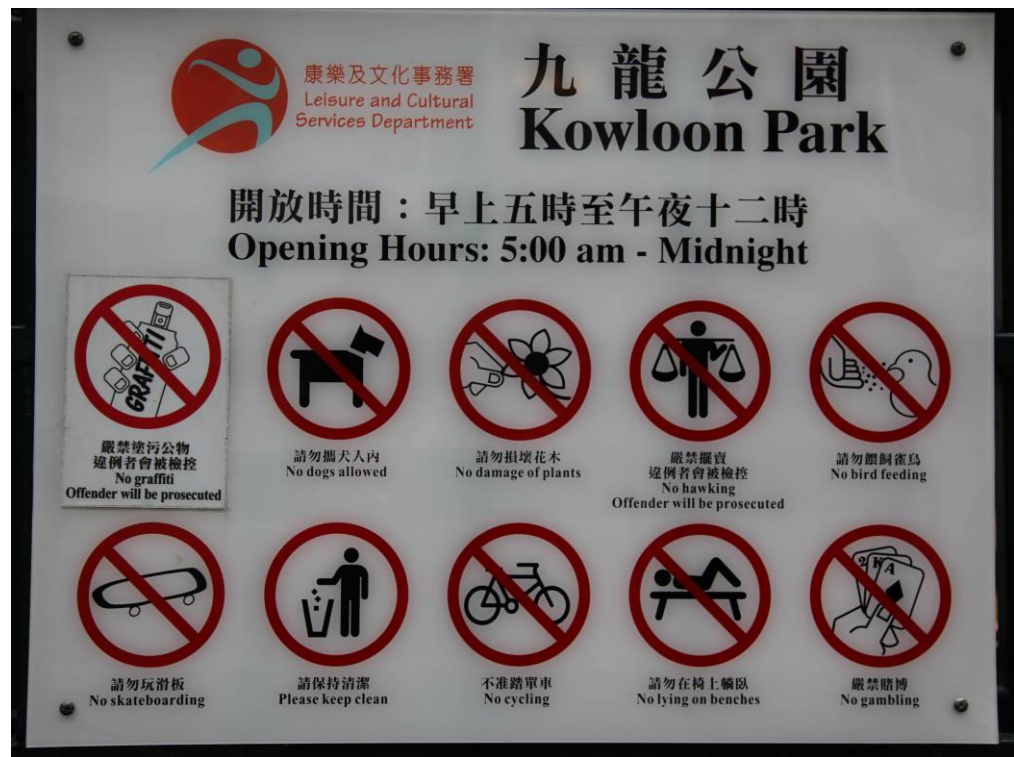 康樂及文化事務署
Leisure and Cultural
Services Department
九龍公園
Kowloon Park
開放時間：早上五時至午夜十二時
Opening Hours: 5:00 am - Midnight
GRAFFITI
嚴禁塗污公物
違例者會被檢控
No graffiti
Offender will be prosecuted
請勿攜犬入內
No dogs allowed
請勿損壞花木
No damage of plants
嚴禁擺賣
違例者會被檢控
No hawking
Offender will be prosecuted
請勿餵飼雀鳥
No bird feeding
請勿玩滑板
No skateboarding
請保持清潔
Please keep clean
不准踏單車
No cycling
請勿在椅上躺臥
No lying on benches
2 K A
嚴禁賭博
No gambling